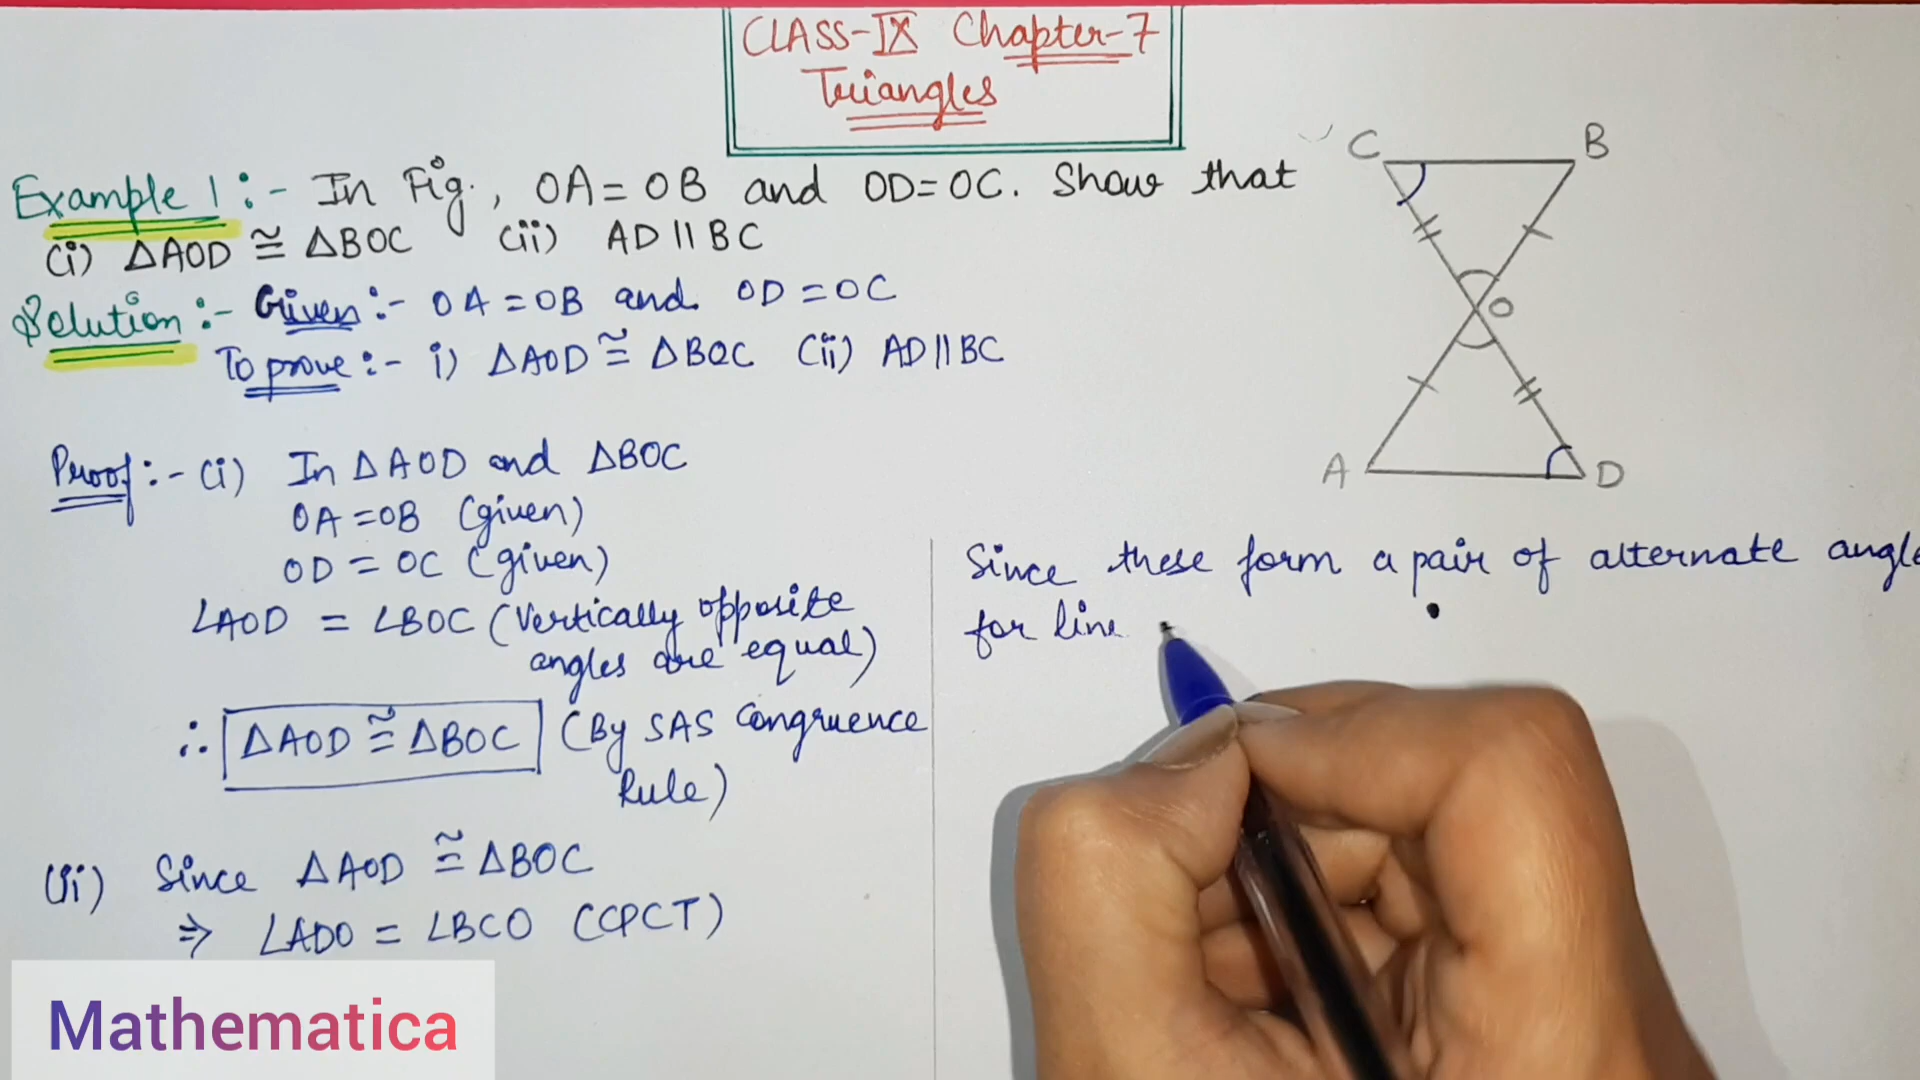 CLASS-IX Chapter-7
Triangles
Example 1:- In Fig., OA=OB and OD=OC. Show that
(i) ΔAOD ≅ ΔBOC (ii) AD || BC
Solution:- Given:- OA=OB and OD=OC
To prove:- i) ΔAOD ≅ ΔBOC (ii) AD || BC
Proof:-(i) In ΔAOD and ΔBOC
OA=OB (given)
OD=OC (given)
∠AOD = ∠BOC (Vertically opposite
angles are equal)
∴ ΔAOD ≅ ΔBOC (By SAS Congruence
Rule)
(ii) Since ΔAOD ≅ ΔBOC
⇒ ∠ADO = ∠BCO (CPCT)
C B
O
A D
Since these form a pair of alternate angle
for line
Mathematica